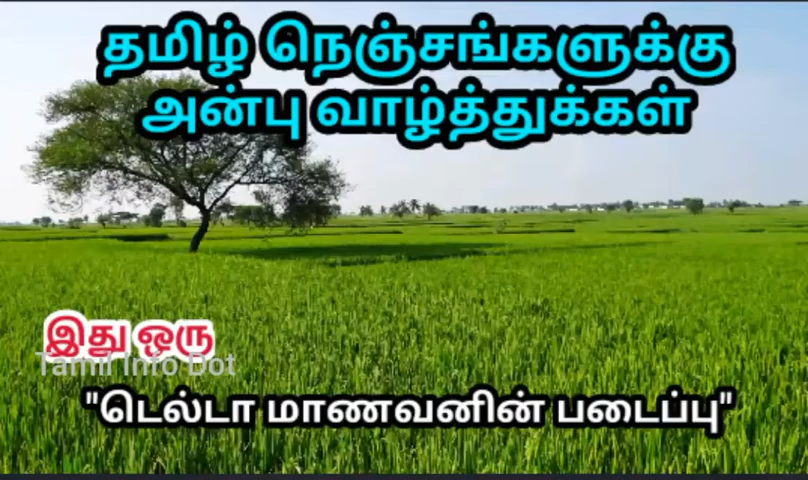 தமிழ் நெஞ்சங்களுக்கு
அன்பு வாழ்த்துக்கள்
இது ஒரு
Tamil Info Dot
"டெல்டா மாணவனின் படைப்பு"